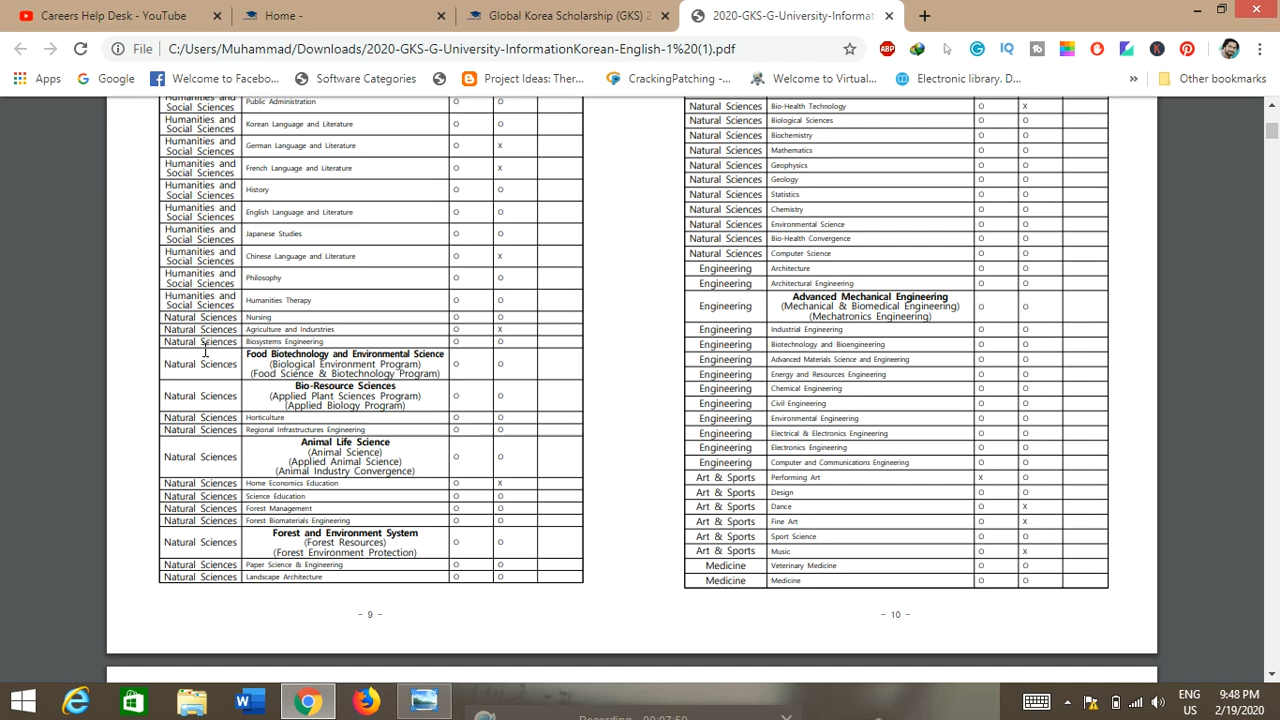 Careers Help Desk - YouTube
Home -
Global Korea Scholarship (GKS) 2
2020-GKS-G-University-Informat
File
C:/Users/Muhammad/Downloads/2020-GKS-G-University-InformationKorean-English-1%20(1).pdf
Apps
Google
Welcome to Facebo...
Software Categories
Project Ideas: Ther...
CrackingPatching -...
Welcome to Virtual...
Electronic library. D...
»
Other bookmarks
Humanities and Social Sciences Public Administration O O
Humanities and Social Sciences Korean Language and Literature O O
Humanities and Social Sciences German Language and Literature O X
Humanities and Social Sciences French Language and Literature O X
Humanities and Social Sciences History O O
Humanities and Social Sciences English Language and Literature O O
Humanities and Social Sciences Japanese Studies O O
Humanities and Social Sciences Chinese Language and Literature O X
Humanities and Social Sciences Philosophy O O
Humanities and Social Sciences Humanities Therapy O O
Natural Sciences Nursing O O
Natural Sciences Agriculture and Industries O X
Natural Sciences Biosystems Engineering O O
Food Biotechnology and Environmental Science
Natural Sciences (Biological Environment Program) O O
(Food Science & Biotechnology Program)
Bio-Resource Sciences
Natural Sciences (Applied Plant Sciences Program) O O
(Applied Biology Program)
Natural Sciences Horticulture O O
Natural Sciences Regional Infrastructures Engineering O O
Animal Life Science
(Animal Science)
Natural Sciences (Applied Animal Science) O O
(Animal Industry Convergence)
Natural Sciences Home Economics Education O X
Natural Sciences Science Education O O
Natural Sciences Forest Management O O
Natural Sciences Forest Biomaterials Engineering O O
Forest and Environment System
Natural Sciences (Forest Resources) O O
(Forest Environment Protection)
Natural Sciences Paper Science & Engineering O O
Natural Sciences Landscape Architecture O O
- 9 -
Natural Sciences Bio-Health Technology O X
Natural Sciences Biological Sciences O O
Natural Sciences Biochemistry O O
Natural Sciences Mathematics O O
Natural Sciences Geophysics O O
Natural Sciences Geology O O
Natural Sciences Statistics O O
Natural Sciences Chemistry O O
Natural Sciences Environmental Science O O
Natural Sciences Bio-Health Convergence O O
Natural Sciences Computer Science O O
Engineering Architecture O O
Engineering Architectural Engineering O O
Advanced Mechanical Engineering
Engineering (Mechanical & Biomedical Engineering) O O
(Mechatronics Engineering)
Engineering Industrial Engineering O O
Engineering Biotechnology and Bioengineering O O
Engineering Advanced Materials Science and Engineering O O
Engineering Energy and Resources Engineering O O
Engineering Chemical Engineering O O
Engineering Civil Engineering O O
Engineering Environmental Engineering O O
Engineering Electrical & Electronics Engineering O O
Engineering Electronics Engineering O O
Engineering Computer and Communications Engineering O O
Art & Sports Performing Art X O
Art & Sports Design O O
Art & Sports Dance O X
Art & Sports Fine Art O X
Art & Sports Sport Science O O
Art & Sports Music O X
Medicine Veterinary Medicine O O
Medicine Medicine O O
- 10 -
ENG
US
9:48 PM
2/19/2020